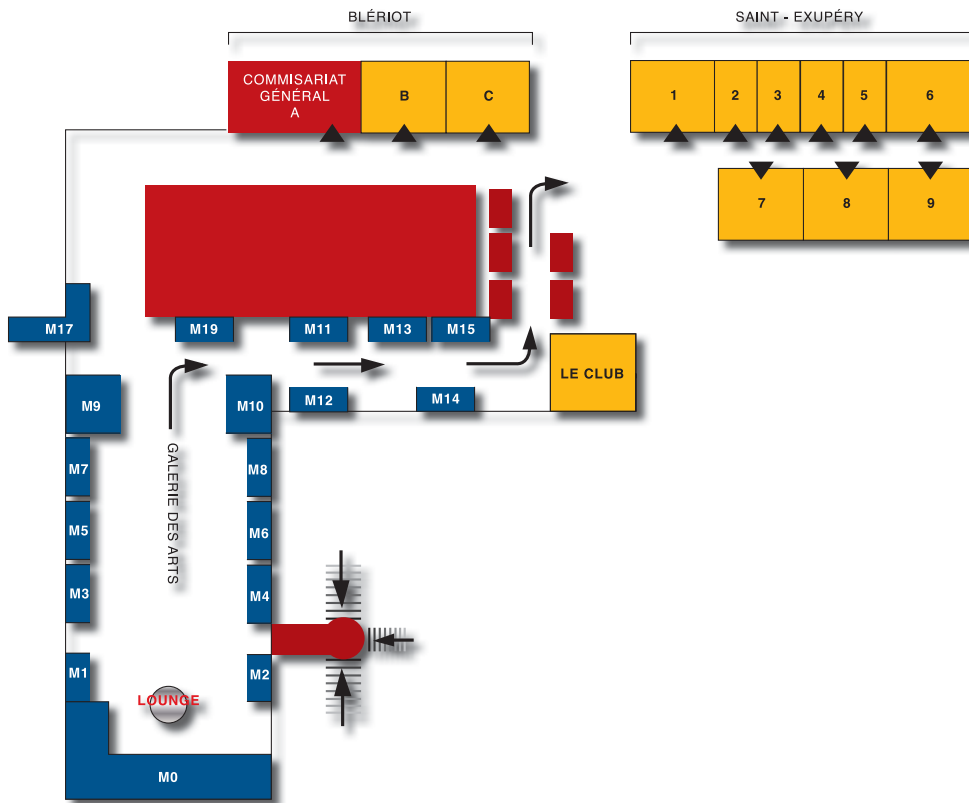 BLÉRIOT
SAINT - EXUPÉRY
COMMISARIAT
GÉNÉRAL
A
B
C
1
2
3
4
5
6
7
8
9
M17
M19
M11
M13
M15
LE CLUB
M9
M10
M12
M14
GALERIE DES ARTS
M7
M8
M5
M6
M3
M4
M1
M2
LOUNGE
M0